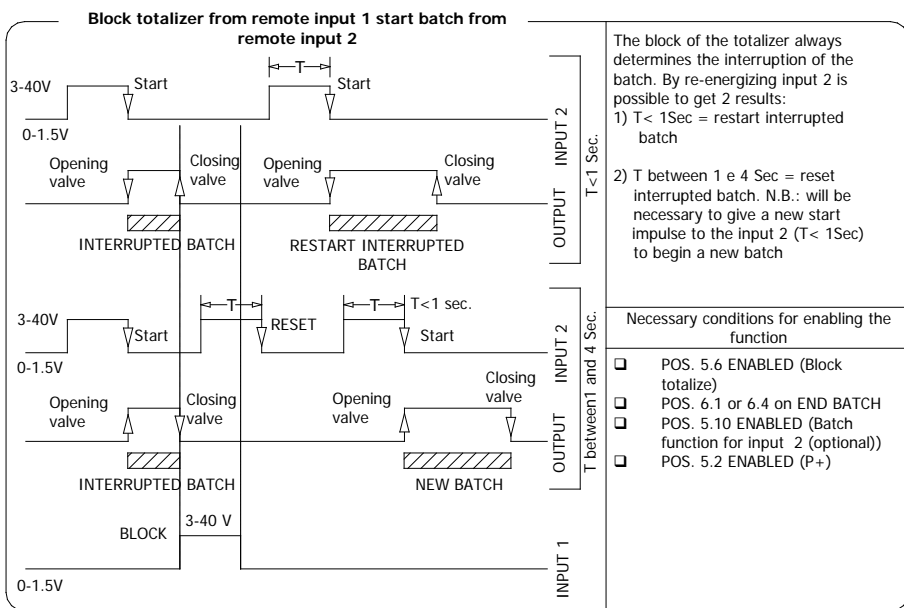 Block totalizer from remote input 1 start batch from
remote input 2
T
3-40V
Start
Start
0-1.5V
INPUT 2
Opening
valve
Closing
valve
Opening
valve
Closing
valve
OUTPUT
T<1 Sec.
INTERRUPTED BATCH
RESTART INTERRUPTED
BATCH
T
T
T<1 sec.
3-40V
Start
RESET
Start
0-1.5V
INPUT 2
Opening
valve
Closing
valve
Opening
valve
Closing
valve
OUTPUT
T between1 and 4 Sec.
INTERRUPTED BATCH
NEW BATCH
BLOCK
3-40 V
0-1.5V
INPUT 1
The block of the totalizer always
determines the interruption of the
batch. By re-energizing input 2 is
possible to get 2 results:
1) T< 1Sec = restart interrupted
batch
2) T between 1 e 4 Sec = reset
interrupted batch. N.B.: will be
necessary to give a new start
impulse to the input 2 (T< 1Sec)
to begin a new batch
Necessary conditions for enabling the
function
❑ POS. 5.6 ENABLED (Block
totalize)
❑ POS. 6.1 or 6.4 on END BATCH
❑ POS. 5.10 ENABLED (Batch
function for input 2 (optional))
❑ POS. 5.2 ENABLED (P+)